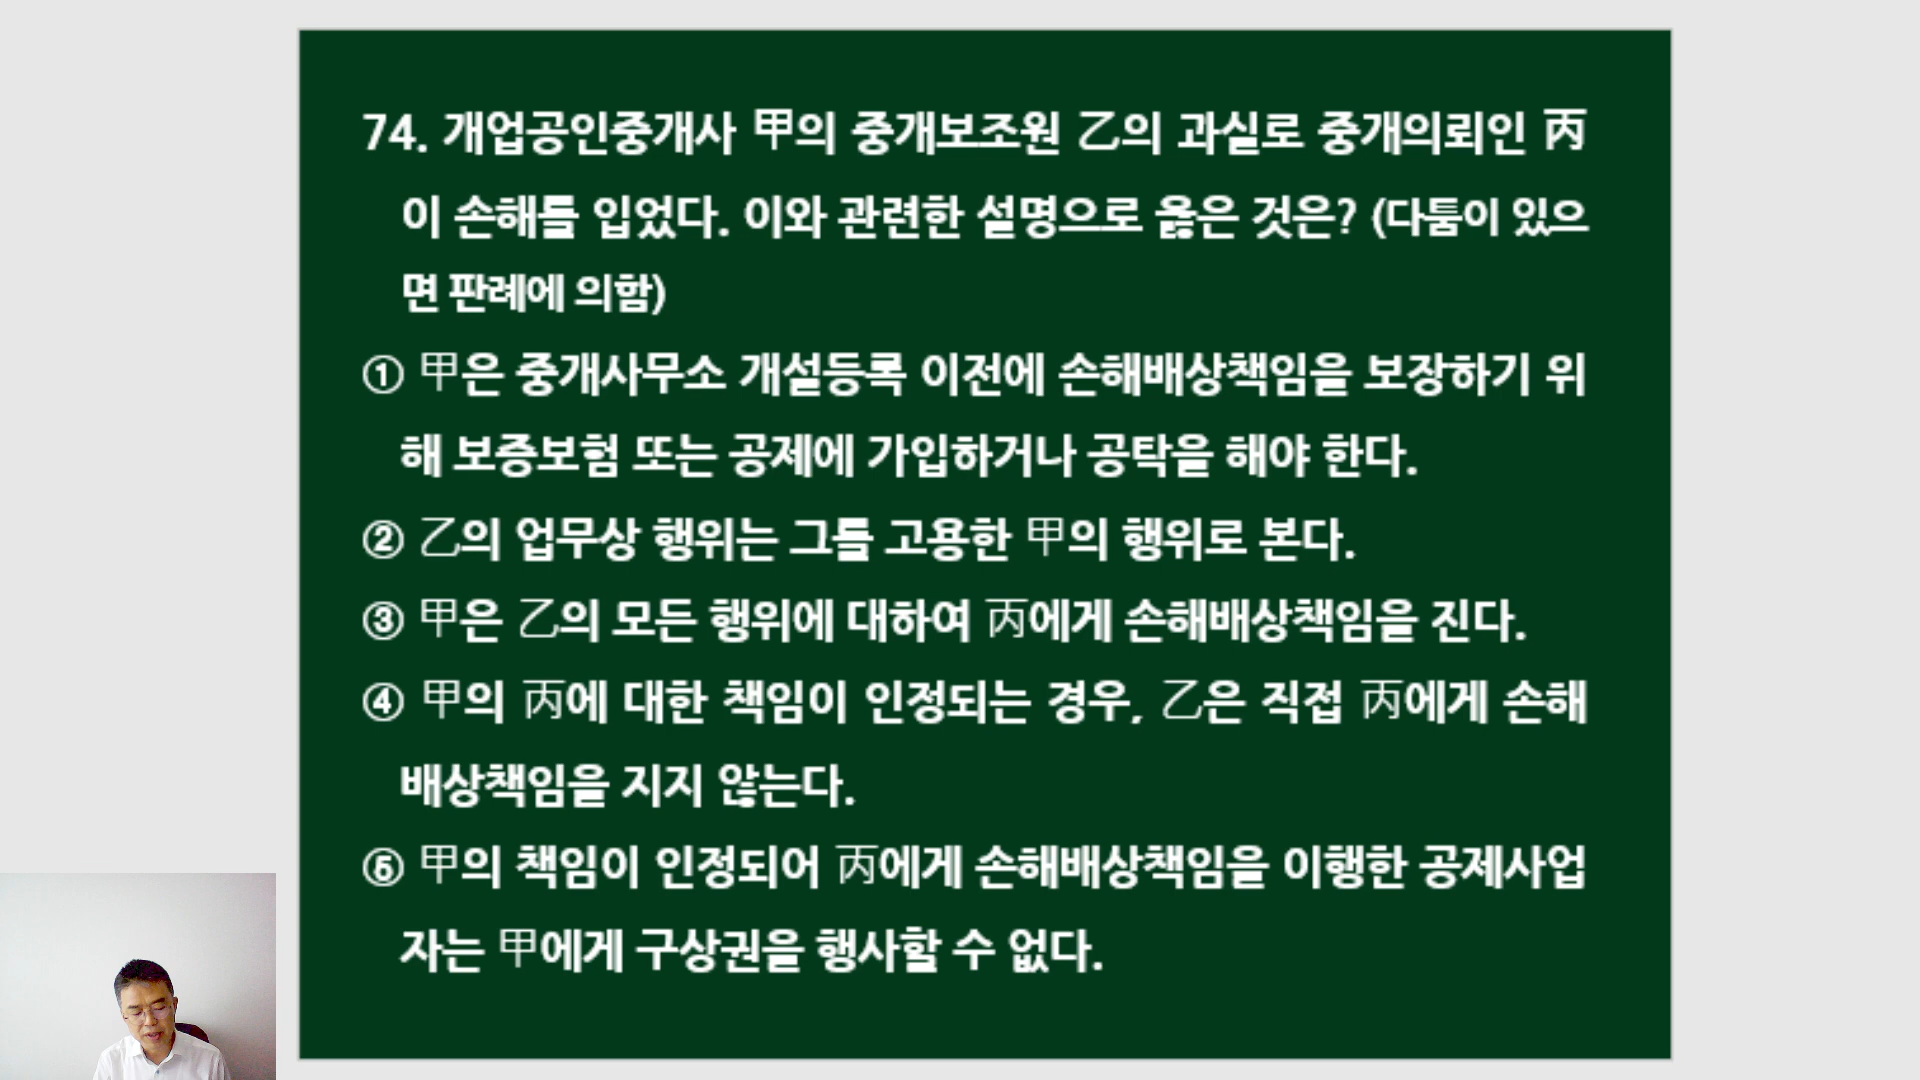 74. 개업공인중개사 甲의 중개보조원 乙의 과실로 중개의뢰인 丙
이 손해를 입었다. 이와 관련한 설명으로 옳은 것은? (다툼이 있으
면 판례에 의함)
① 甲은 중개사무소 개설등록 이전에 손해배상책임을 보장하기 위
해 보증보험 또는 공제에 가입하거나 공탁을 해야 한다.
② 乙의 업무상 행위는 그를 고용한 甲의 행위로 본다.
③ 甲은 乙의 모든 행위에 대하여 丙에게 손해배상책임을 진다.
④ 甲의 丙에 대한 책임이 인정되는 경우, 乙은 직접 丙에게 손해
배상책임을 지지 않는다.
⑤ 甲의 책임이 인정되어 丙에게 손해배상책임을 이행한 공제사업
자는 甲에게 구상권을 행사할 수 없다.